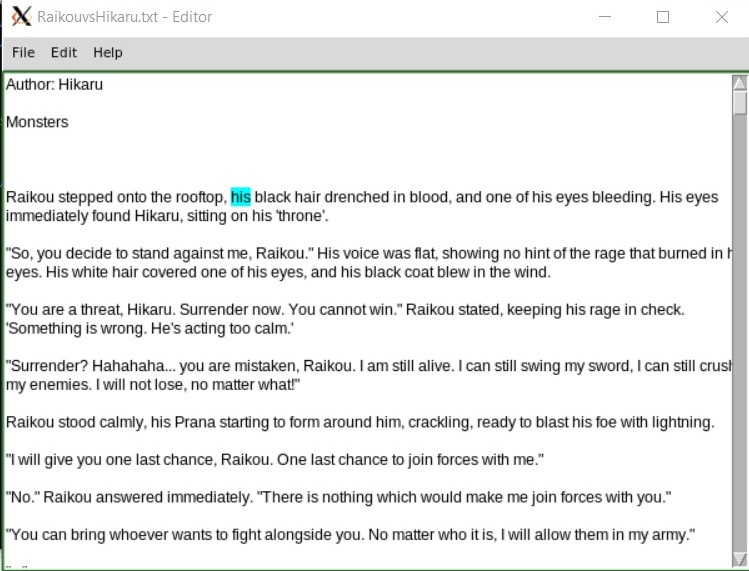 RaikouvsHikaru.txt - Editor
File Edit Help
Author: Hikaru
Monsters
Raikou stepped onto the rooftop, his black hair drenched in blood, and one of his eyes bleeding. His eyes
immediately found Hikaru, sitting on his 'throne'.
"So, you decide to stand against me, Raikou." His voice was flat, showing no hint of the rage that burned in
eyes. His white hair covered one of his eyes, and his black coat blew in the wind.
"You are a threat, Hikaru. Surrender now. You cannot win." Raikou stated, keeping his rage in check.
'Something is wrong. He's acting too calm.'
"Surrender? Hahahaha... you are mistaken, Raikou. I am still alive. I can still swing my sword, I can still crush
my enemies. I will not lose, no matter what!"
Raikou stood calmly, his Prana starting to form around him, crackling, ready to blast his foe with lightning.
"I will give you one last chance, Raikou. One last chance to join forces with me."
"No." Raikou answered immediately. "There is nothing which would make me join forces with you."
"You can bring whoever wants to fight alongside you. No matter who it is, I will allow them in my army."